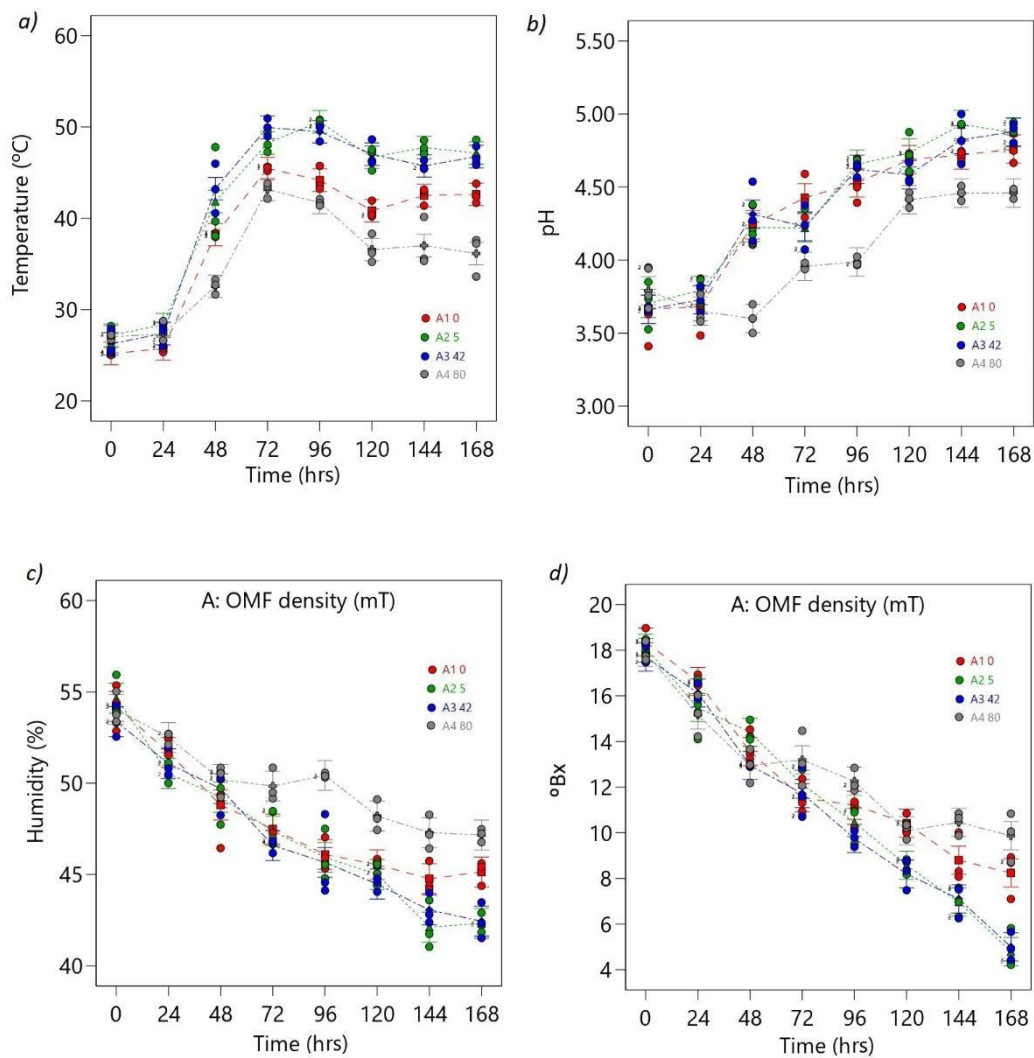 a)
60
50
40
30
20
Temperature (ºC)
A1 0
A2 5
A3 42
A4 80
0 24 48 72 96 120 144 168
Time (hrs)
b)
5.50
5.00
4.50
4.00
3.50
3.00
pH
A1 0
A2 5
A3 42
A4 80
0 24 48 72 96 120 144 168
Time (hrs)
c)
A: OMF density (mT)
60
55
50
45
40
Humidity (%)
A1 0
A2 5
A3 42
A4 80
0 24 48 72 96 120 144 168
Time (hrs)
d)
A: OMF density (mT)
20
18
16
14
12
10
8
6
4
ºBx
A1 0
A2 5
A3 42
A4 80
0 24 48 72 96 120 144 168
Time (hrs)